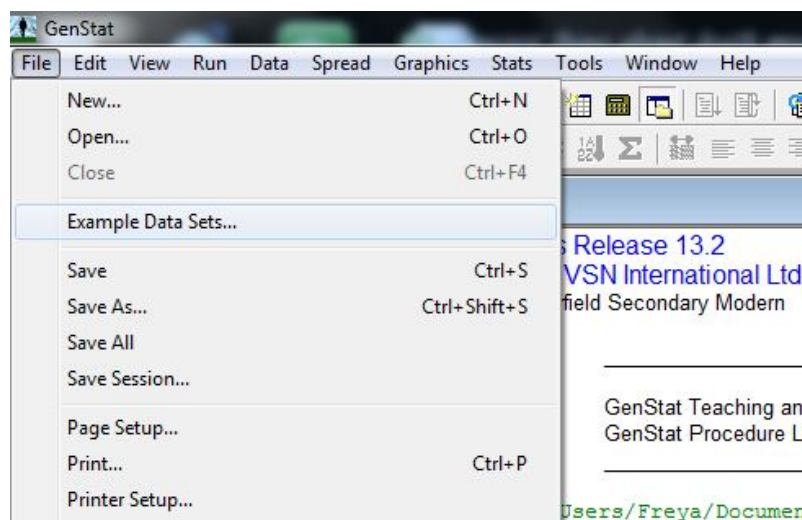 GenStat
File Edit View Run Data Spread Graphics Stats Tools Window Help
New... Ctrl+N
Open... Ctrl+O
Close Ctrl+F4
Example Data Sets...
Save Ctrl+S
Save As... Ctrl+Shift+S
Save All
Save Session...
Page Setup...
Print... Ctrl+P
Printer Setup...
s Release 13.2
VSN International Ltd
field Secondary Modern
GenStat Teaching an
GenStat Procedure L
Users/Freya/Documen